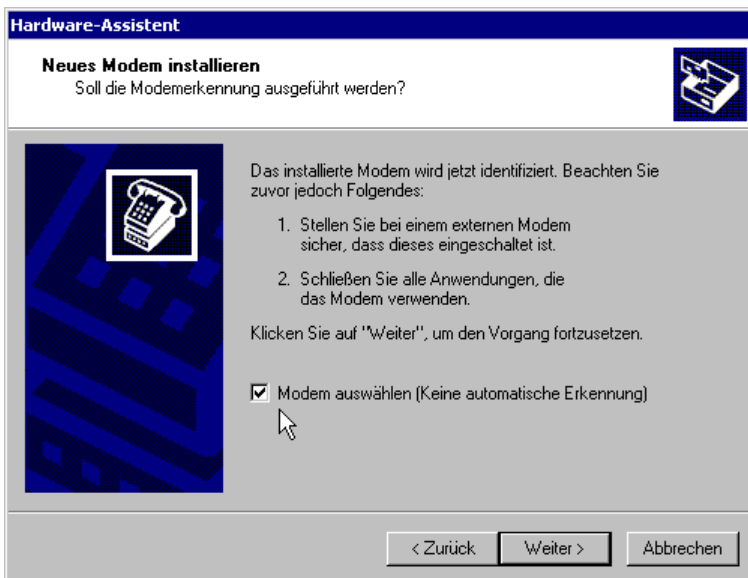 Hardware-Assistent
Neues Modem installieren
Soll die Modemerkennung ausgeführt werden?
Das installierte Modem wird jetzt identifiziert. Beachten Sie
zuvor jedoch Folgendes:
1. Stellen Sie bei einem externen Modem
sicher, dass dieses eingeschaltet ist.
2. Schließen Sie alle Anwendungen, die
das Modem verwenden.
Klicken Sie auf "Weiter", um den Vorgang fortzusetzen.
Modem auswählen (Keine automatische Erkennung)
< Zurück
Weiter >
Abbrechen